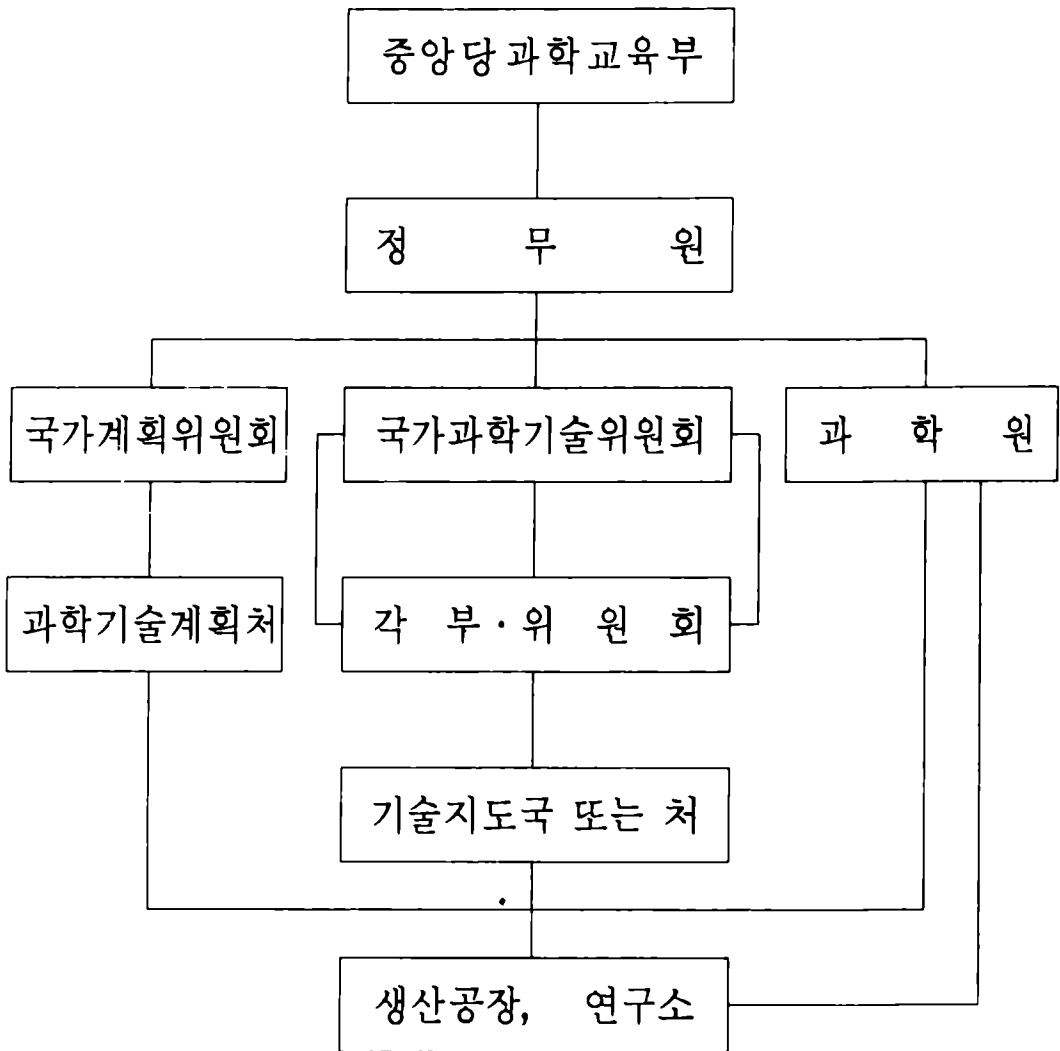 중앙당과학교육부
정 무 원
국가계획위원회
국가과학기술위원회
과 학 원
과학기술계획처
각 부·위 원 회
기술지도국 또는 처
생산공장, 연구소